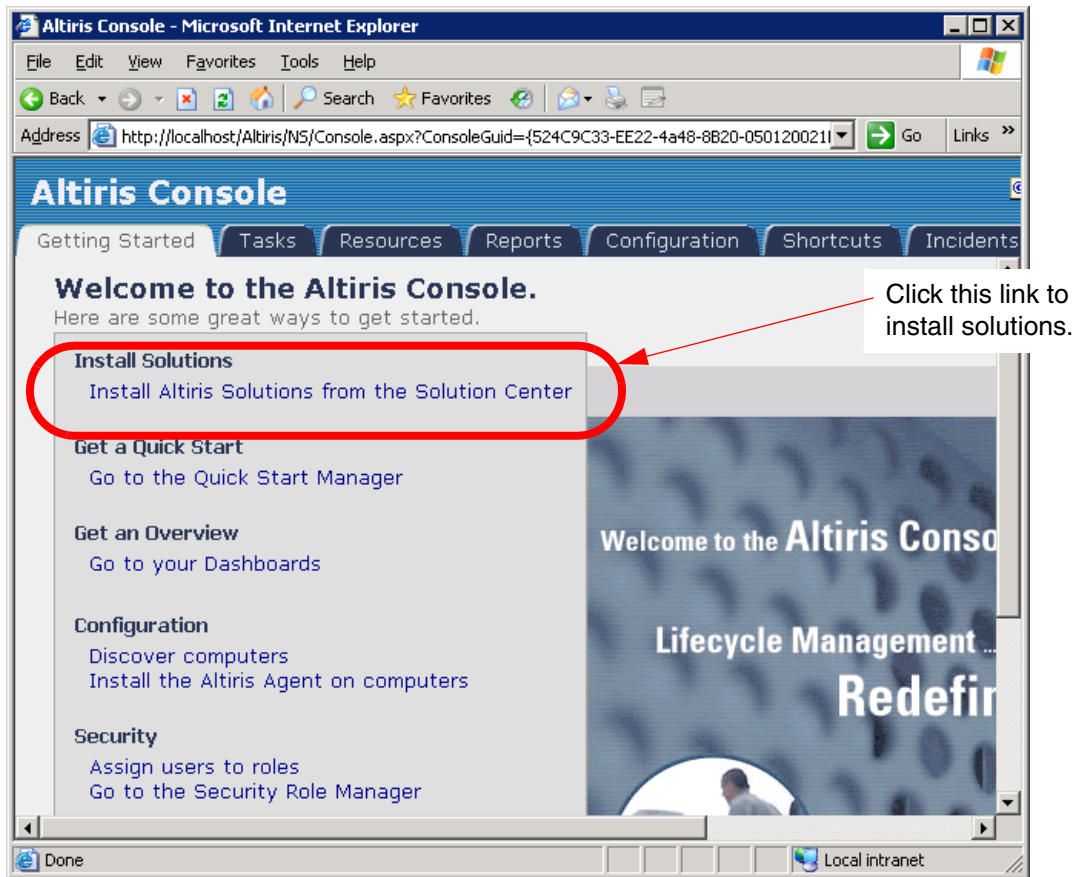 Altiris Console - Microsoft Internet Explorer
File Edit View Favorites Tools Help
Back Search Favorites
Address http://localhost/Altiris/NS/Console.aspx?ConsoleGuid={524C9C33-EE22-4a48-8B20-050120021 Go Links »
Altiris Console
Getting Started Tasks Resources Reports Configuration Shortcuts Incidents
Welcome to the Altiris Console.
Here are some great ways to get started.
Click this link to
install solutions.
Install Solutions
Install Altiris Solutions from the Solution Center
Get a Quick Start
Go to the Quick Start Manager
Get an Overview
Go to your Dashboards
Configuration
Discover computers
Install the Altiris Agent on computers
Security
Assign users to roles
Go to the Security Role Manager
Welcome to the Altiris Conso
Lifecycle Management ...
Redefin
Done Local intranet